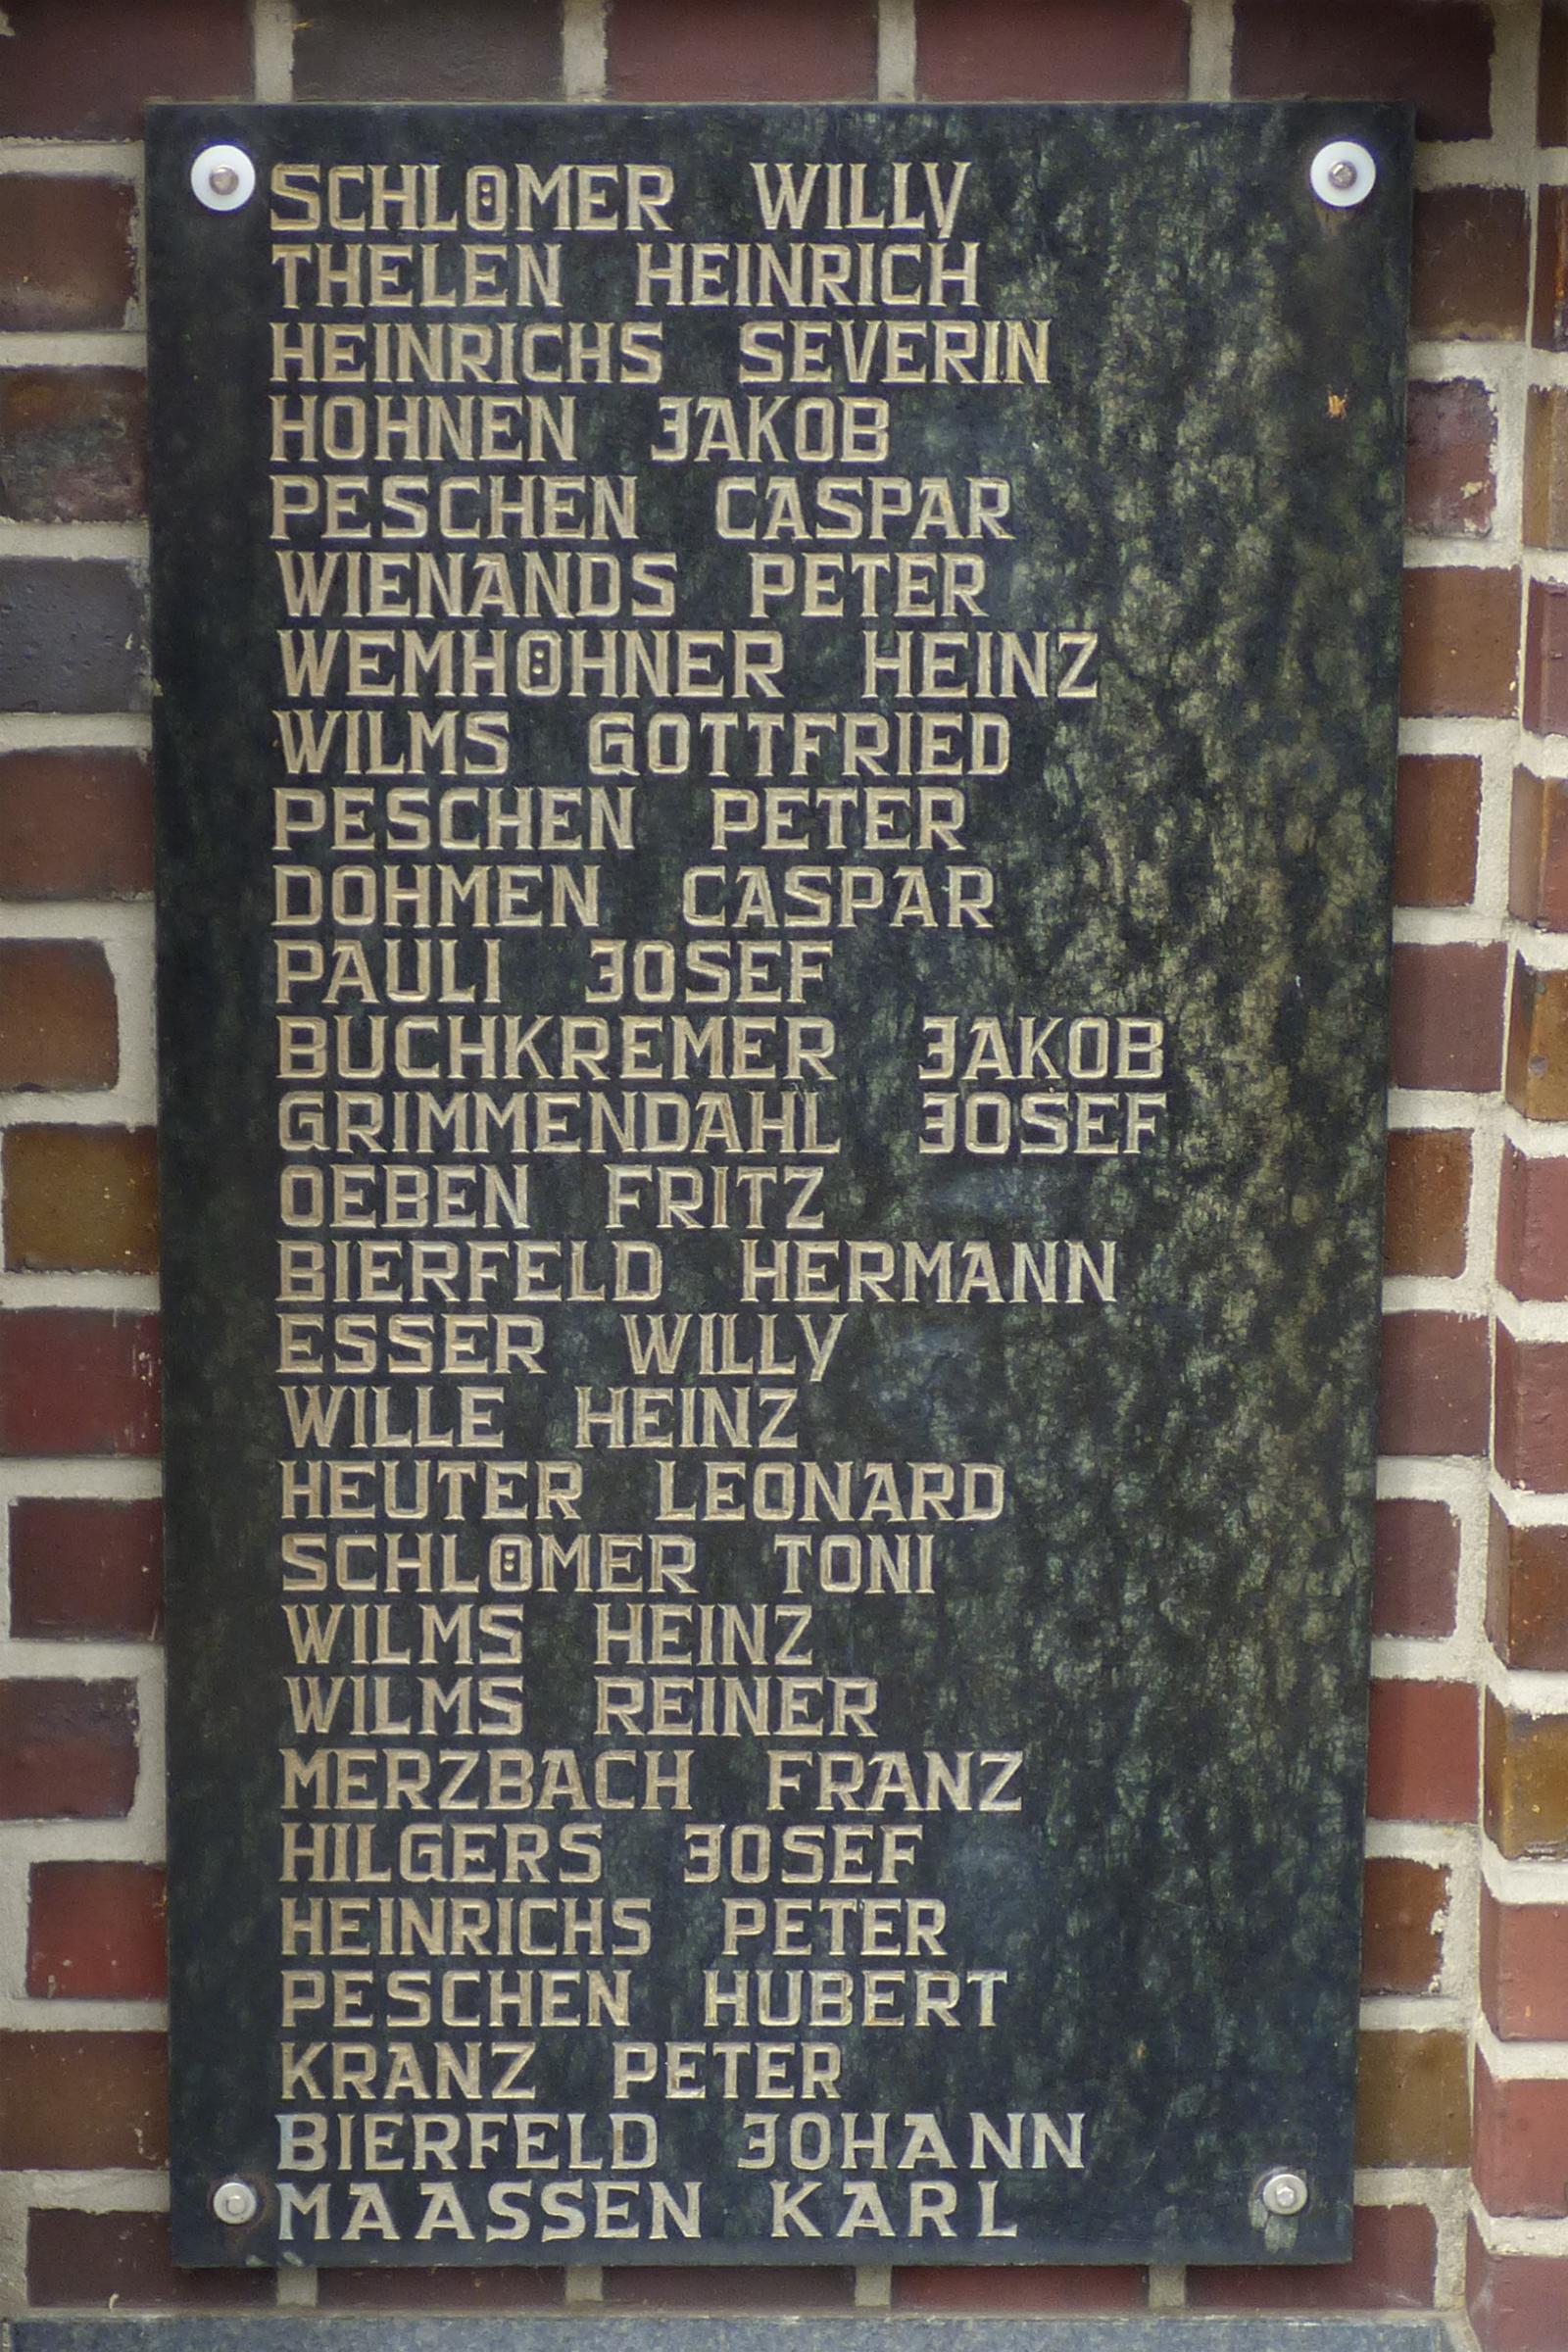 SCHLÖMER WILLY
THELEN HEINRICH
HEINRICHS SEVERIN
HOHNEN JAKOB
PESCHEN CASPAR
WIENANDS PETER
WEMHÖHNER HEINZ
WILMS GOTTFRIED
PESCHEN PETER
DOHMEN CASPAR
PAULI JOSEF
BUCHKREMER JAKOB
GRIMMENDAHL JOSEF
OEBEN FRITZ
BIERFELD HERMANN
ESSER WILLY
WILLE HEINZ
HEUTER LEONARD
SCHLÖMER TONI
WILMS HEINZ
WILMS REINER
MERZBACH FRANZ
HILGERS JOSEF
HEINRICHS PETER
PESCHEN HUBERT
KRANZ PETER
BIERFELD JOHANN
MAASSEN KARL